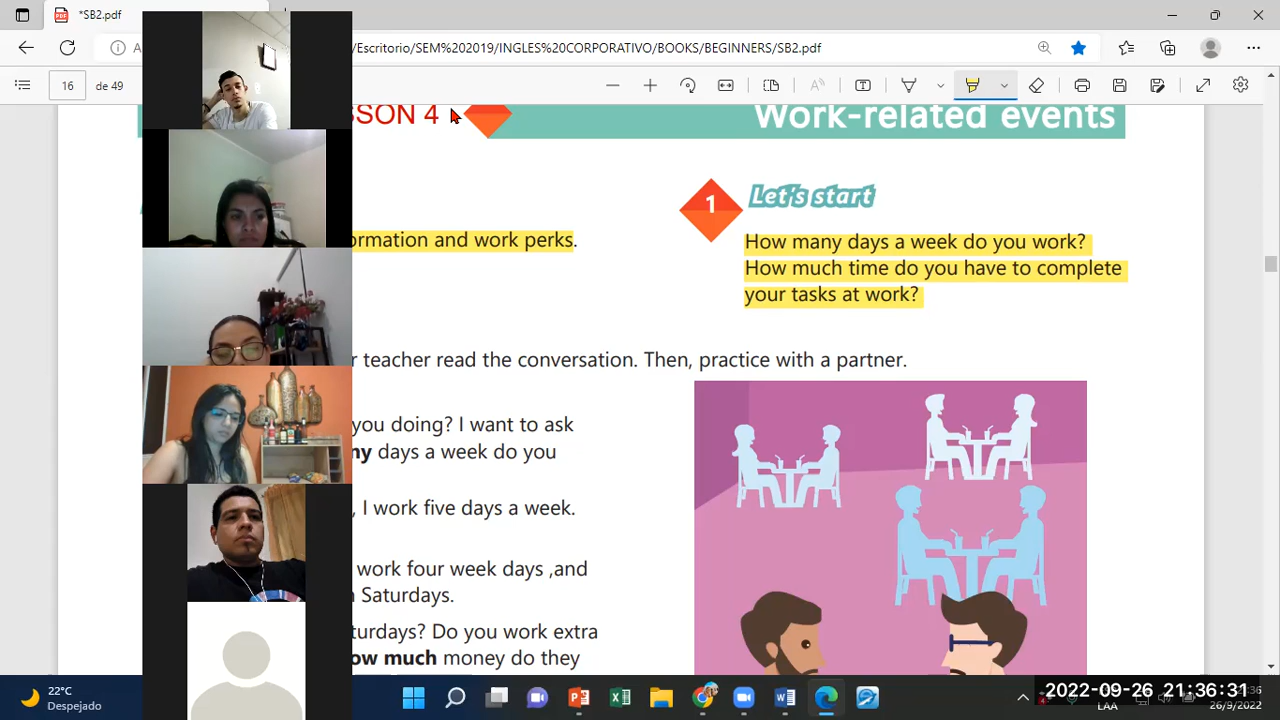 *SB2.pdf
/Escritorio/SEM%202019/INGLES%20CORPORATIVO/BOOKS/BEGINNERS/SB2.pdf
16 de 49
SSON 4
Work-related events
1
Let's start
How many days a week do you work?
How much time do you have to complete
your tasks at work?
ormation and work perks.
r teacher read the conversation. Then, practice with a partner.
you doing? I want to ask
ny days a week do you
, I work five days a week.
work four week days ,and
n Saturdays.
turdays? Do you work extra
ow much money do they
22°C
Despejado
2022-09-26 21:36:31
LAA
26/9/2022